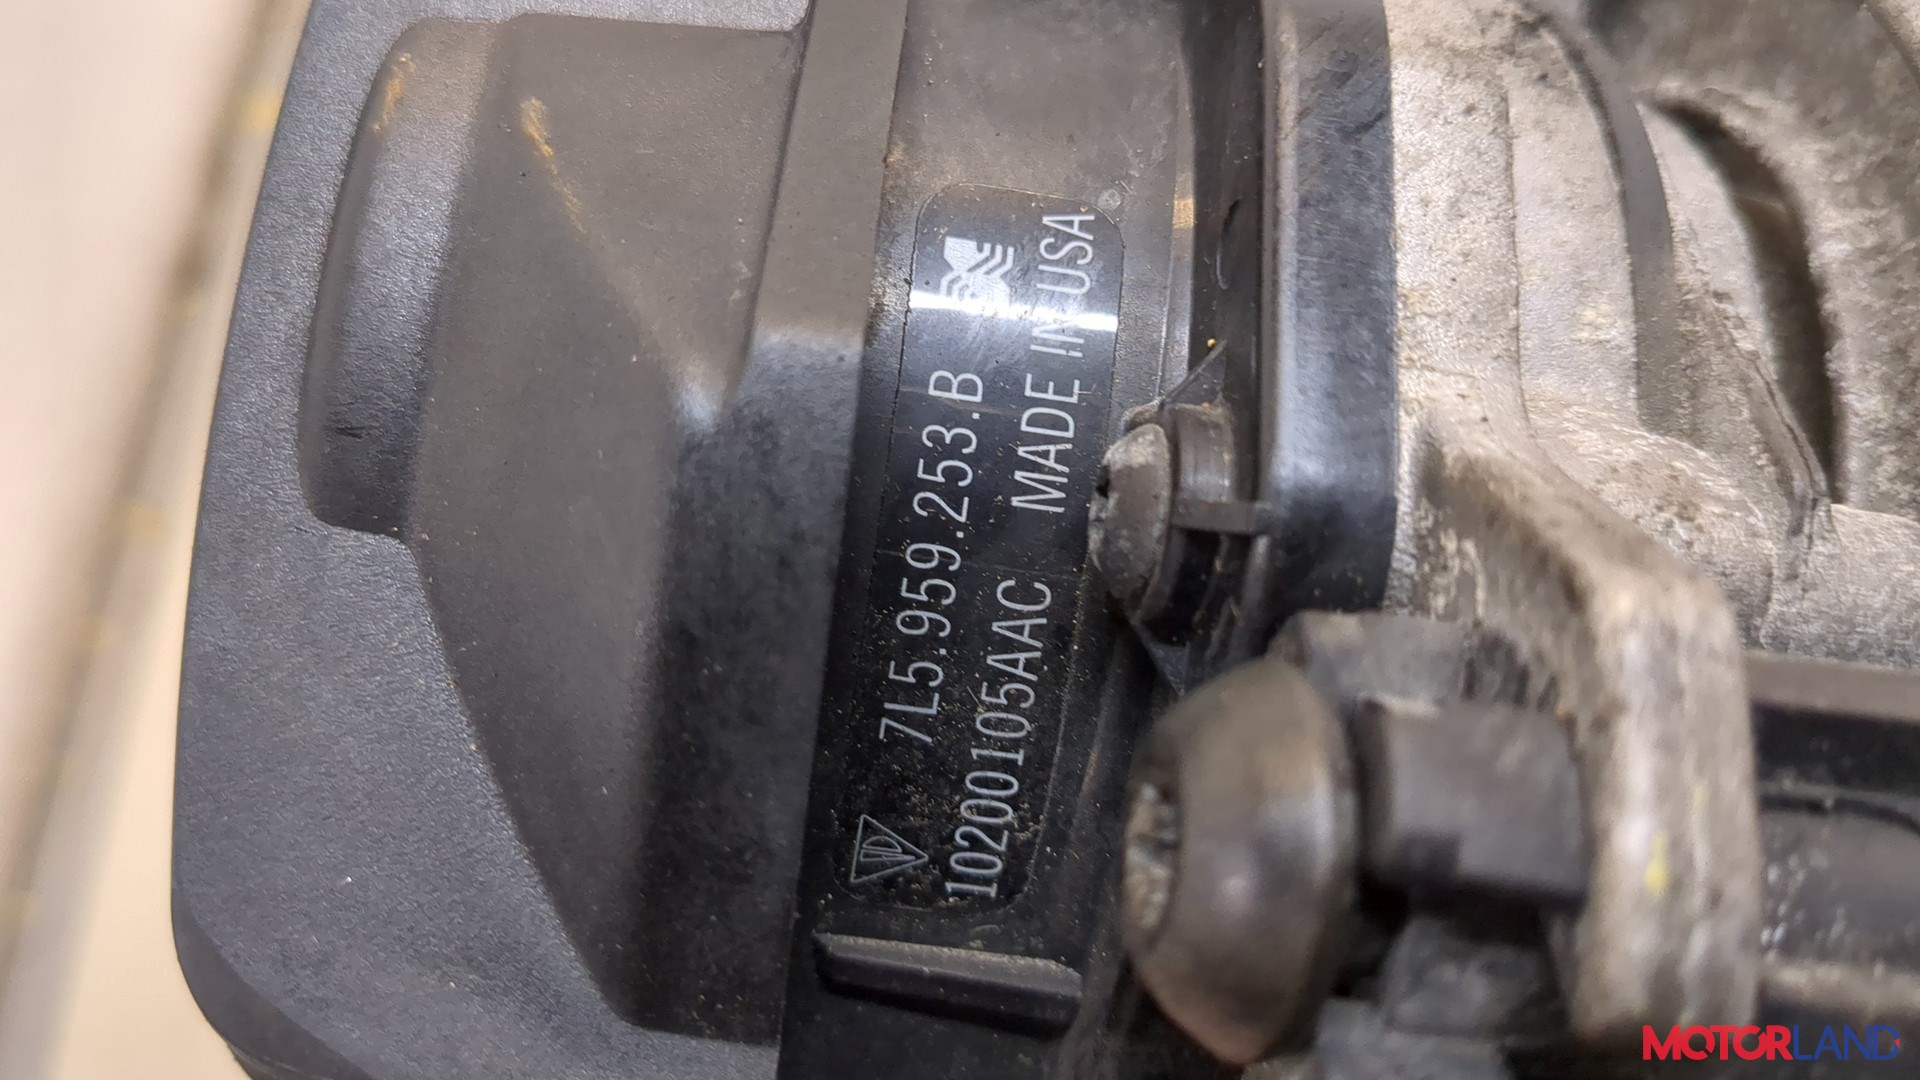 7L5.959.253.B
10200105AAC MADE IN USA
MOTORLAND